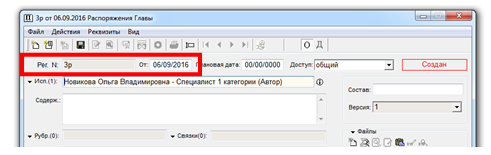 Зр от 06.09.2016 Распоряжения Главы
Файл Действия Реквизиты Вид
О Д
Рег. N: Зр От: 06/09/2016 Плановая дата: 00/00/0000 Доступ: общий Создан
Исп.(1): Новикова Ольга Владимировна - Специалист 1 категории (Автор)
Содерж.:
Состав:
Версия: 1
Файлы
Рубр.(0): Связки(0):